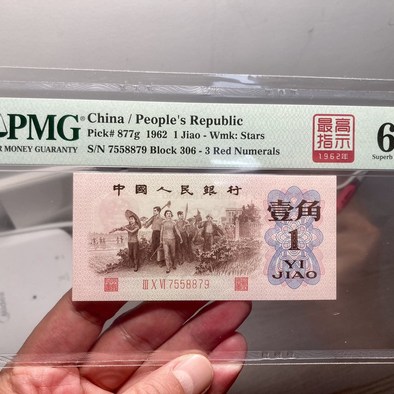 PMG
MONEY GUARANTY
China / People's Republic
Pick# 877g 1962 1 Jiao - Wmk: Stars
S/N 7558879 Block 306 - 3 Red Numerals
最高
指示
1962年
6
Superb
中國人民銀行
壹角
1
YI
JIAO
ⅢⅩⅥ 7558879